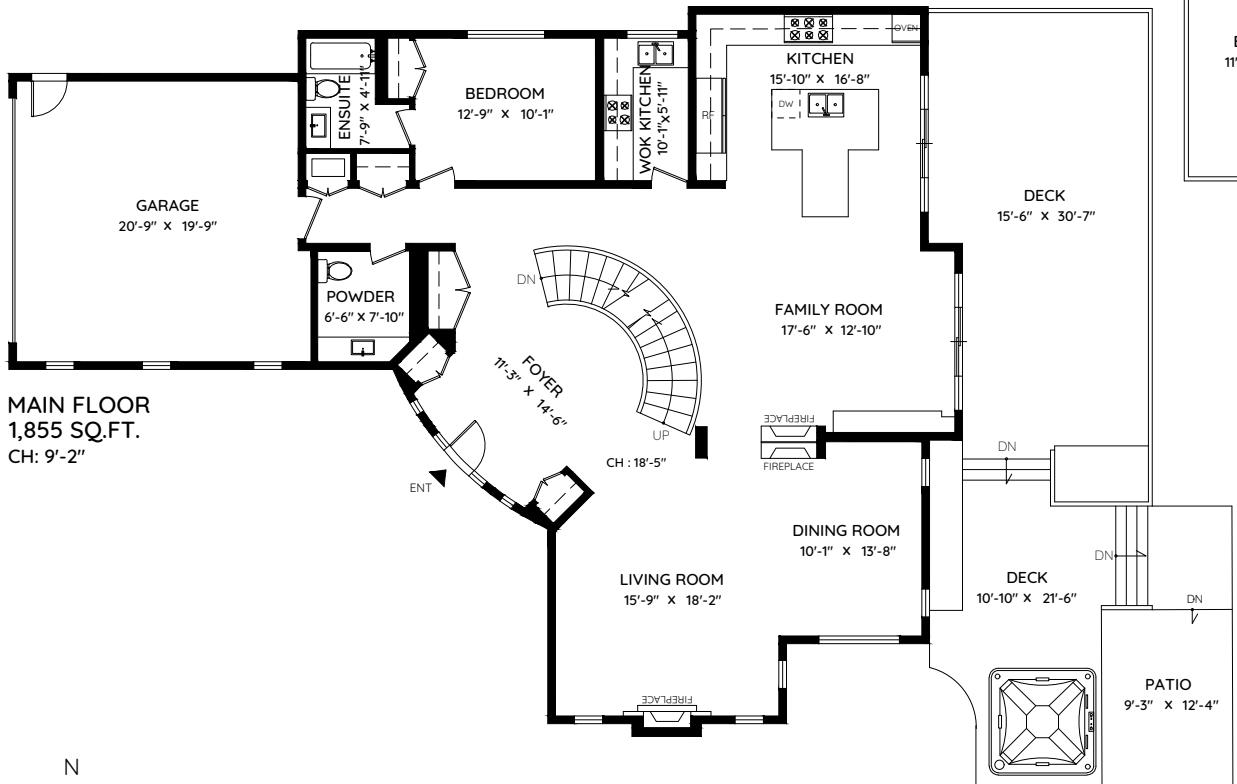 OVEN
KITCHEN
15'-10" X 16'-8"
DW
RF
ENSUITE
7'-9" X 4'-11"
BEDROOM
12'-9" X 10'-1"
WOK KITCHEN
10'-1" X 5'-11"
11'
GARAGE
20'-9" X 19'-9"
DECK
15'-6" X 30'-7"
DN
POWDER
6'-6" X 7'-10"
FAMILY ROOM
17'-6" X 12'-10"
FOYER
11'-3" X 14'-6"
MAIN FLOOR
1,855 SQ.FT.
CH: 9'-2"
UP
FIREPLACE
FIREPLACE
CH : 18'-5"
ENT
DN
DINING ROOM
10'-1" X 13'-8"
DN
LIVING ROOM
15'-9" X 18'-2"
DECK
10'-10" X 21'-6"
DN
FIREPLACE
PATIO
9'-3" X 12'-4"
N